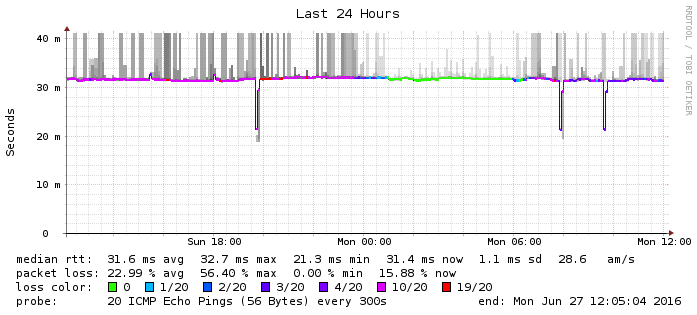 Last 24 Hours
RRDTOOL / TOBI OETIKER
Seconds
40 m
30 m
20 m
10 m
0
Sun 18:00 Mon 00:00 Mon 06:00 Mon 12:00
median rtt: 31.6 ms avg 32.7 ms max 21.3 ms min 31.4 ms now 1.1 ms sd 28.6 am/s
packet loss: 22.99 % avg 56.40 % max 0.00 % min 15.88 % now
loss color: 0 1/20 2/20 3/20 4/20 10/20 19/20
probe: 20 ICMP Echo Pings (56 Bytes) every 300s end: Mon Jun 27 12:05:04 2016